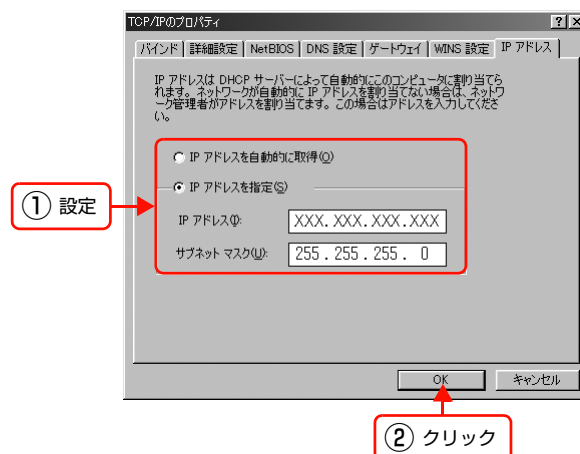 TCP/IPのプロパティ
バインド 詳細設定 NetBIOS DNS 設定 ゲートウェイ WINS 設定 IP アドレス
IP アドレスは DHCP サーバーによって自動的にこのコンピュータに割り当てら
れます。ネットワークが自動的に IP アドレスを割り当てない場合は、ネットワ
ーク管理者がアドレスを割り当てます。この場合はアドレスを入力してくださ
い。
IP アドレスを自動的に取得(O)
IP アドレスを指定(S)
① 設定
IP アドレス(I): XXX.XXX.XXX.XXX
サブネット マスク(U): 255.255.255. 0
OK キャンセル
② クリック